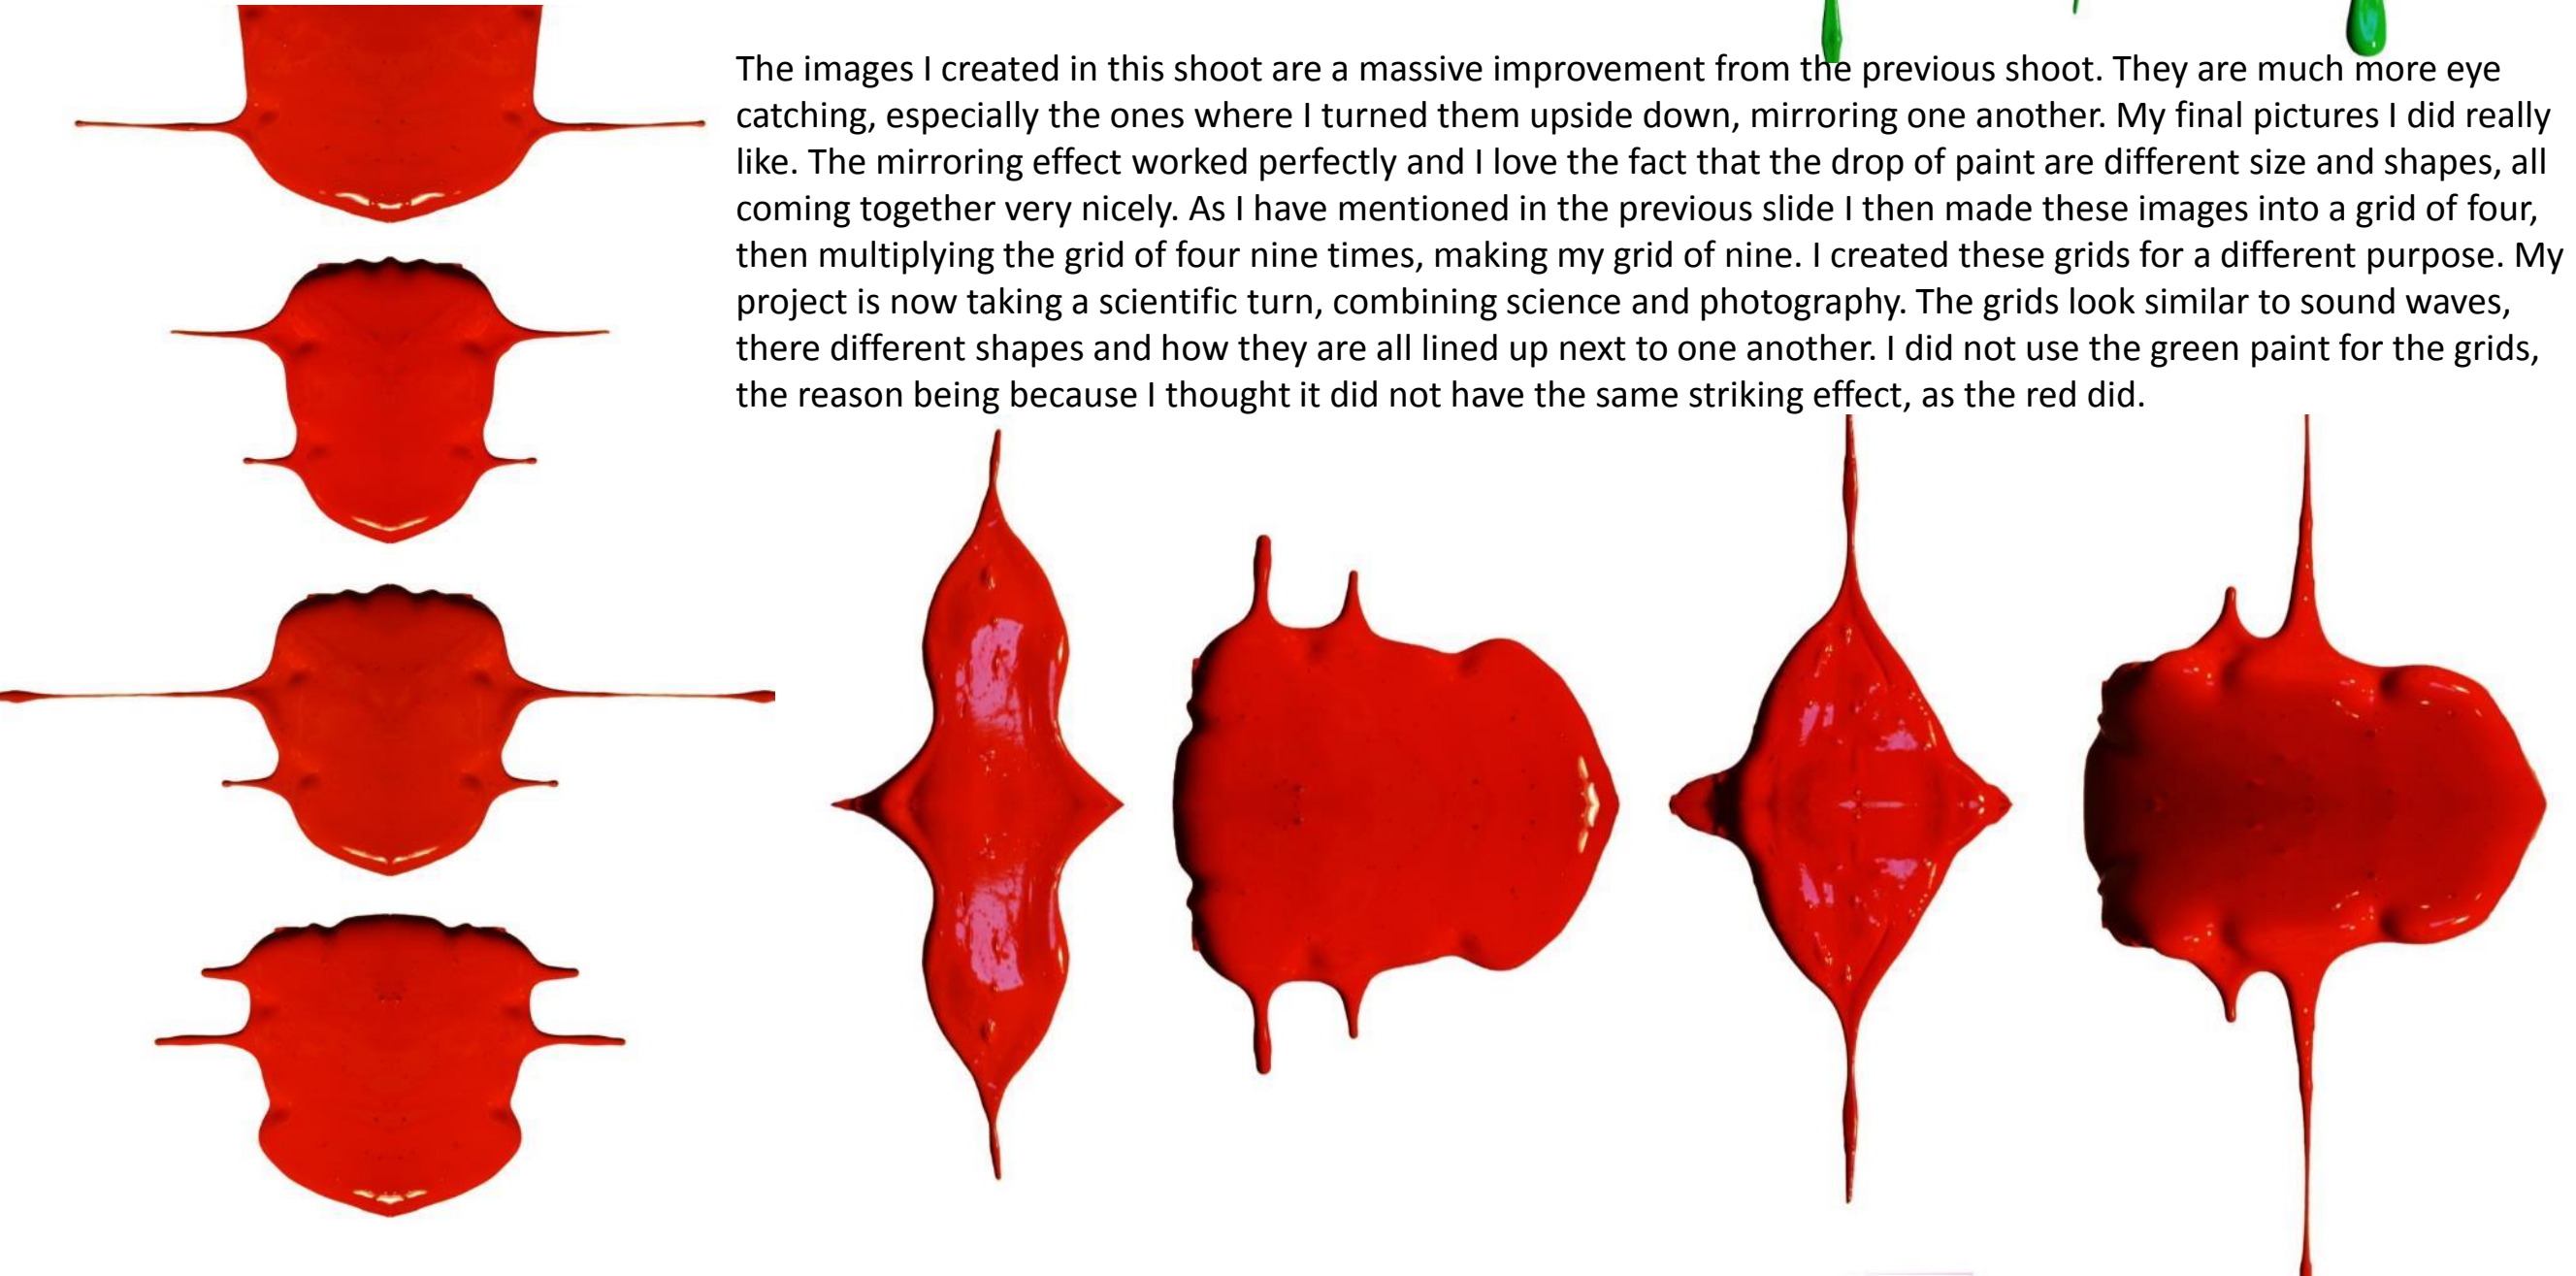 The images I created in this shoot are a massive improvement from the previous shoot. They are much more eye
catching, especially the ones where I turned them upside down, mirroring one another. My final pictures I did really
like. The mirroring effect worked perfectly and I love the fact that the drop of paint are different size and shapes, all
coming together very nicely. As I have mentioned in the previous slide I then made these images into a grid of four,
then multiplying the grid of four nine times, making my grid of nine. I created these grids for a different purpose. My
project is now taking a scientific turn, combining science and photography. The grids look similar to sound waves,
there different shapes and how they are all lined up next to one another. I did not use the green paint for the grids,
the reason being because I thought it did not have the same striking effect, as the red did.